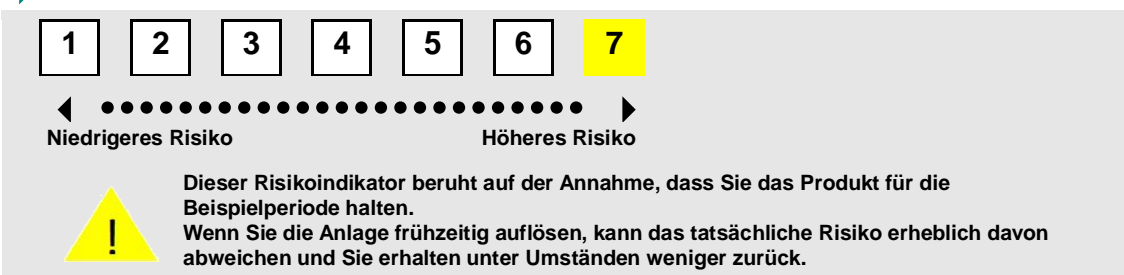 1 2 3 4 5 6 7
Niedrigeres Risiko Höheres Risiko
Dieser Risikoindikator beruht auf der Annahme, dass Sie das Produkt für die
Beispielperiode halten.
!
Wenn Sie die Anlage frühzeitig auflösen, kann das tatsächliche Risiko erheblich davon
abweichen und Sie erhalten unter Umständen weniger zurück.